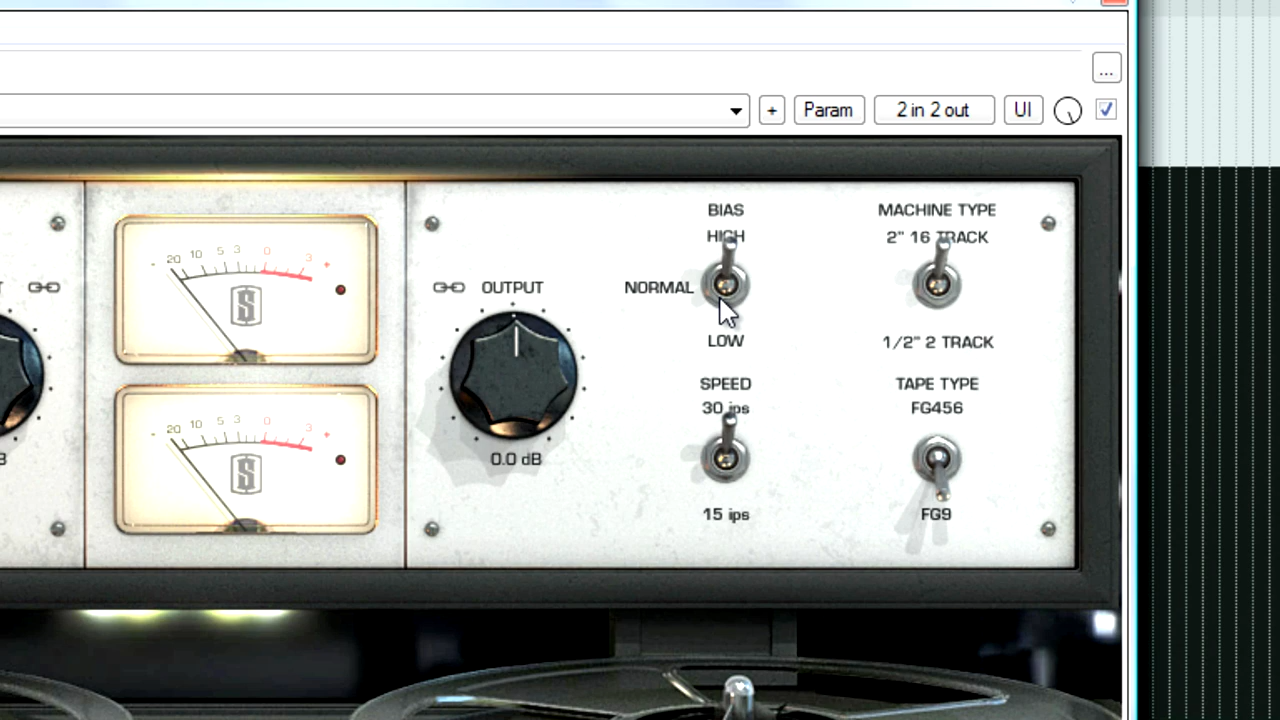 ...
+ Param 2 in 2 out UI
- 20 10 5 3 0 3 +
OUTPUT
0.0 dB
BIAS
HIGH
NORMAL
LOW
MACHINE TYPE
2" 16 TRACK
1/2" 2 TRACK
SPEED
30 ips
15 ips
TAPE TYPE
FG456
FG9
- 20 10 5 3 0 3 +